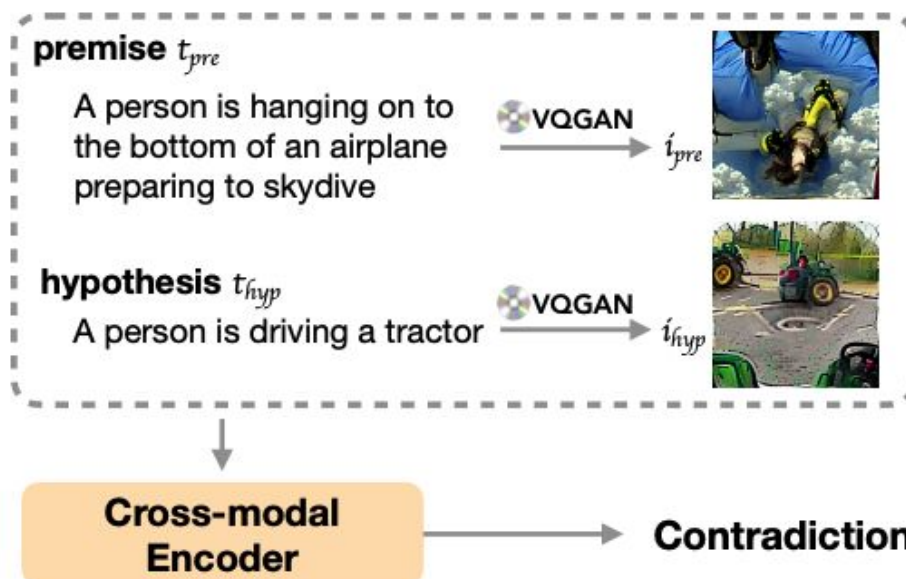 premise t_pre
A person is hanging on to
the bottom of an airplane
preparing to skydive
VQGAN
i_pre
hypothesis t_hyp
A person is driving a tractor
VQGAN
i_hyp
Cross-modal
Encoder
Contradiction